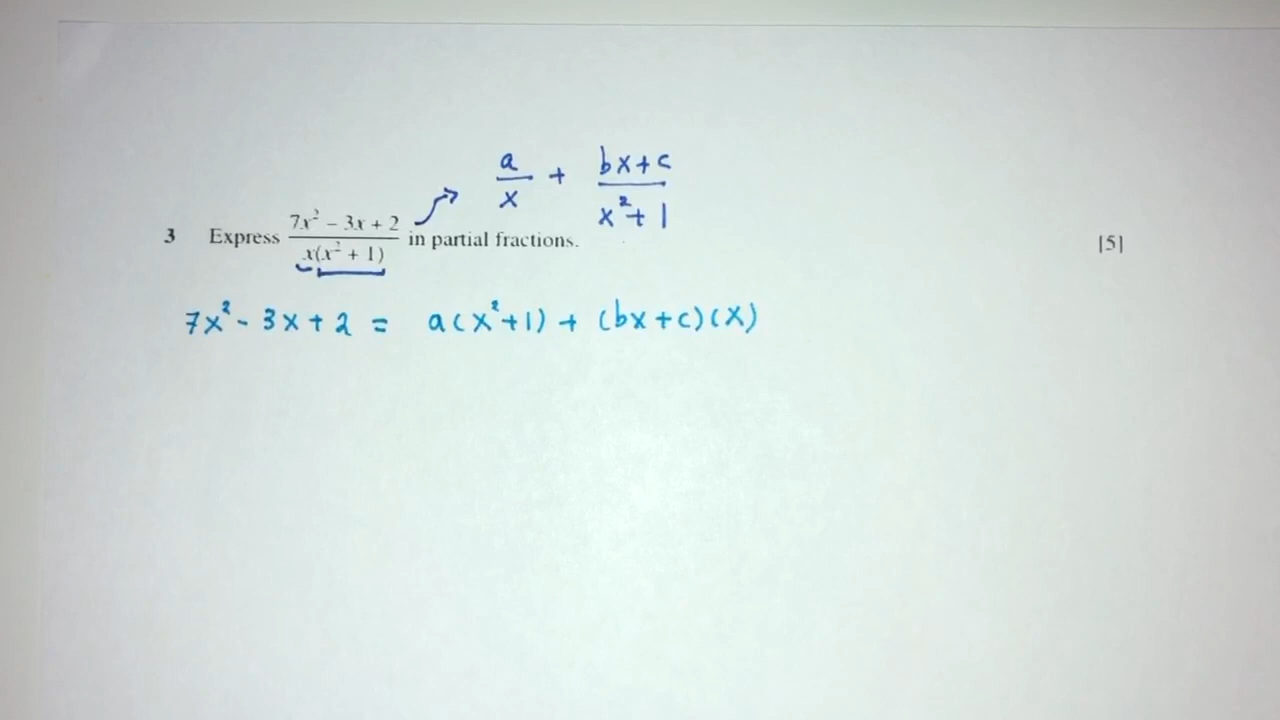 a/x + (bx+c)/(x²+1)
3 Express (7x² − 3x + 2)/(x(x² + 1)) in partial fractions. [5]
7x² - 3x + 2 = a(x²+1) + (bx+c)(x)